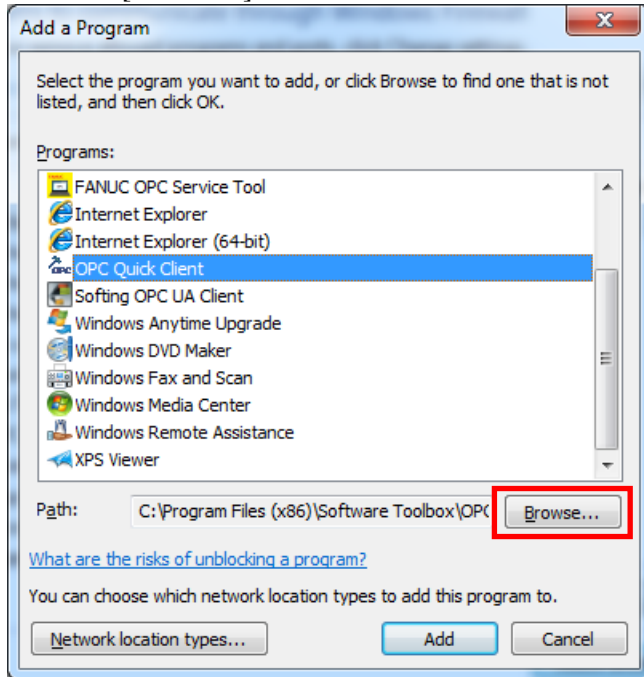 Add a Program
Select the program you want to add, or click Browse to find one that is not
listed, and then click OK.
Programs:
FANUC OPC Service Tool
Internet Explorer
Internet Explorer (64-bit)
OPC Quick Client
Softing OPC UA Client
Windows Anytime Upgrade
Windows DVD Maker
Windows Fax and Scan
Windows Media Center
Windows Remote Assistance
XPS Viewer
Path: C:\Program Files (x86)\Software Toolbox\OPC Browse...
What are the risks of unblocking a program?
You can choose which network location types to add this program to.
Network location types... Add Cancel